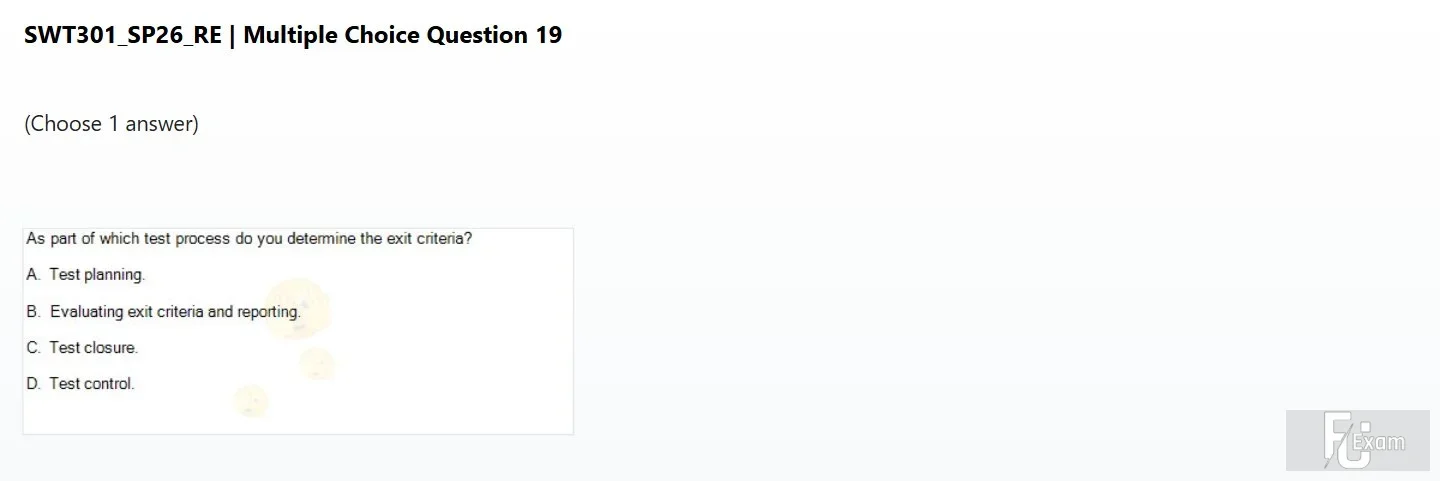 SWT301_SP26_RE | Multiple Choice Question 19
(Choose 1 answer)
As part of which test process do you determine the exit criteria?
A. Test planning.
B. Evaluating exit criteria and reporting.
C. Test closure.
D. Test control.
FU Exam